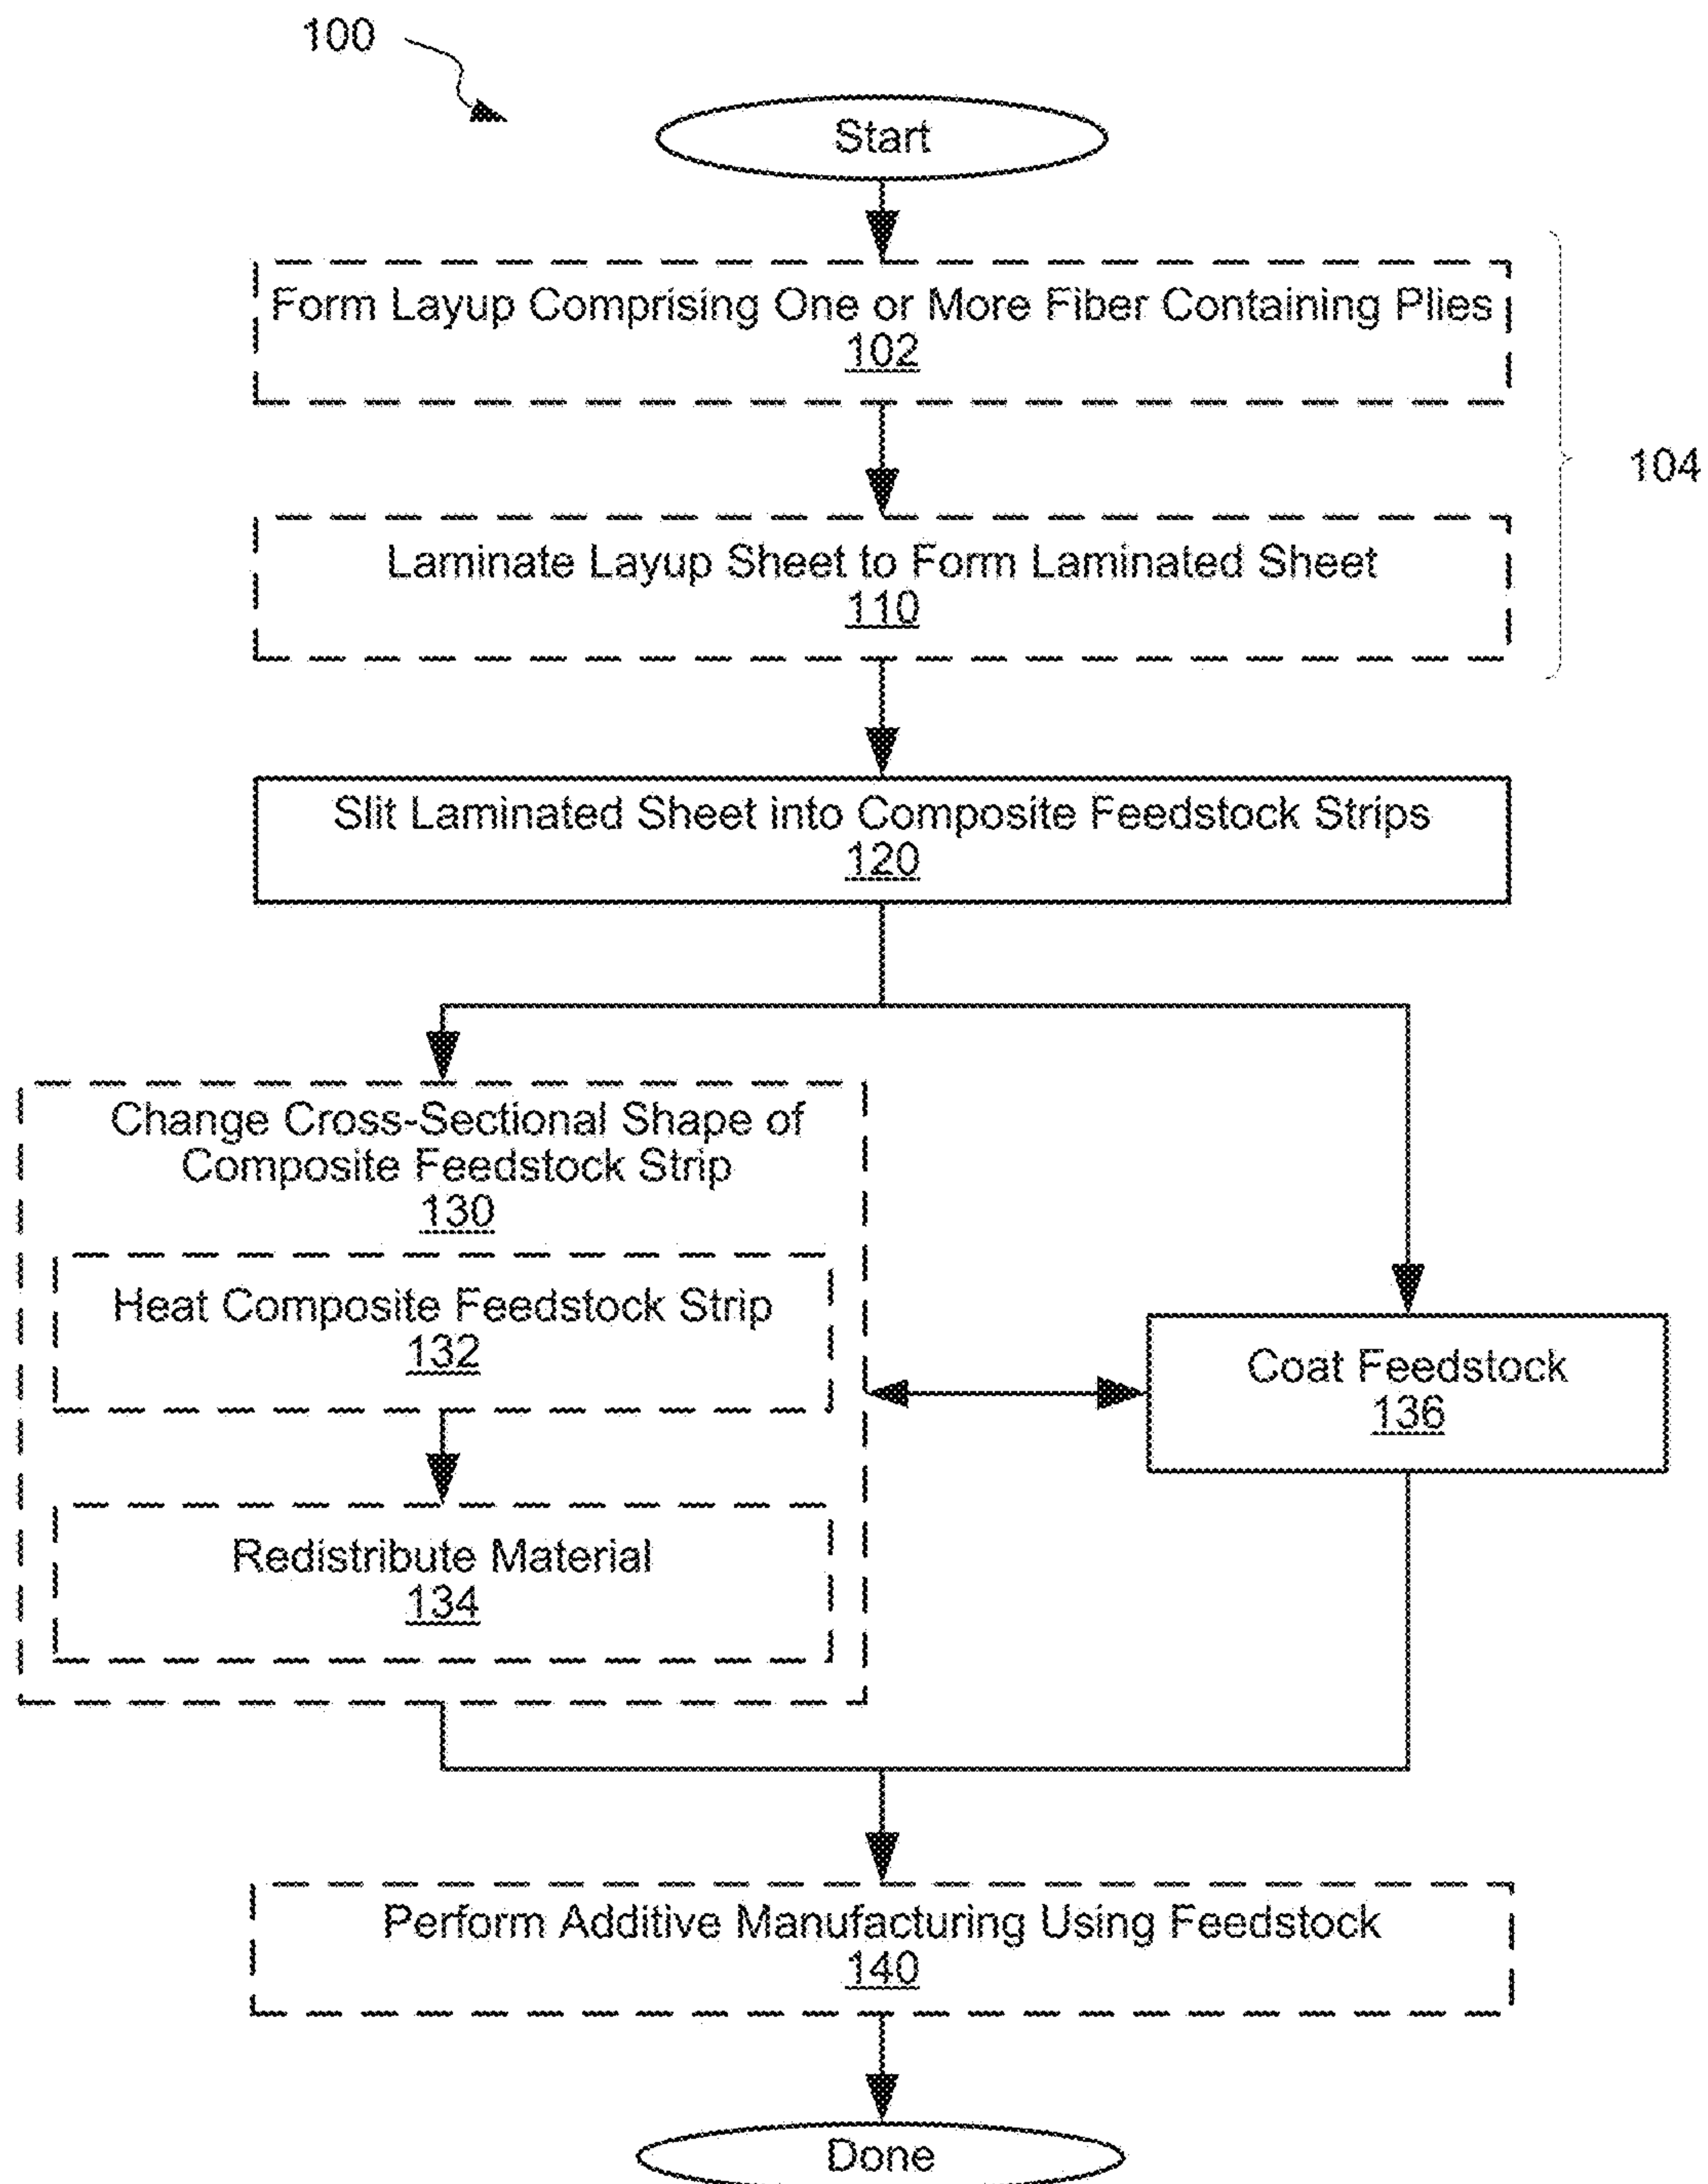 100
Start
Form Layup Comprising One or More Fiber Containing Plies
102
104
Laminate Layup Sheet to Form Laminated Sheet
110
Slit Laminated Sheet into Composite Feedstock Strips
120
Change Cross-Sectional Shape of
Composite Feedstock Strip
130
Heat Composite Feedstock Strip
132
Coat Feedstock
136
Redistribute Material
134
Perform Additive Manufacturing Using Feedstock
140
Done